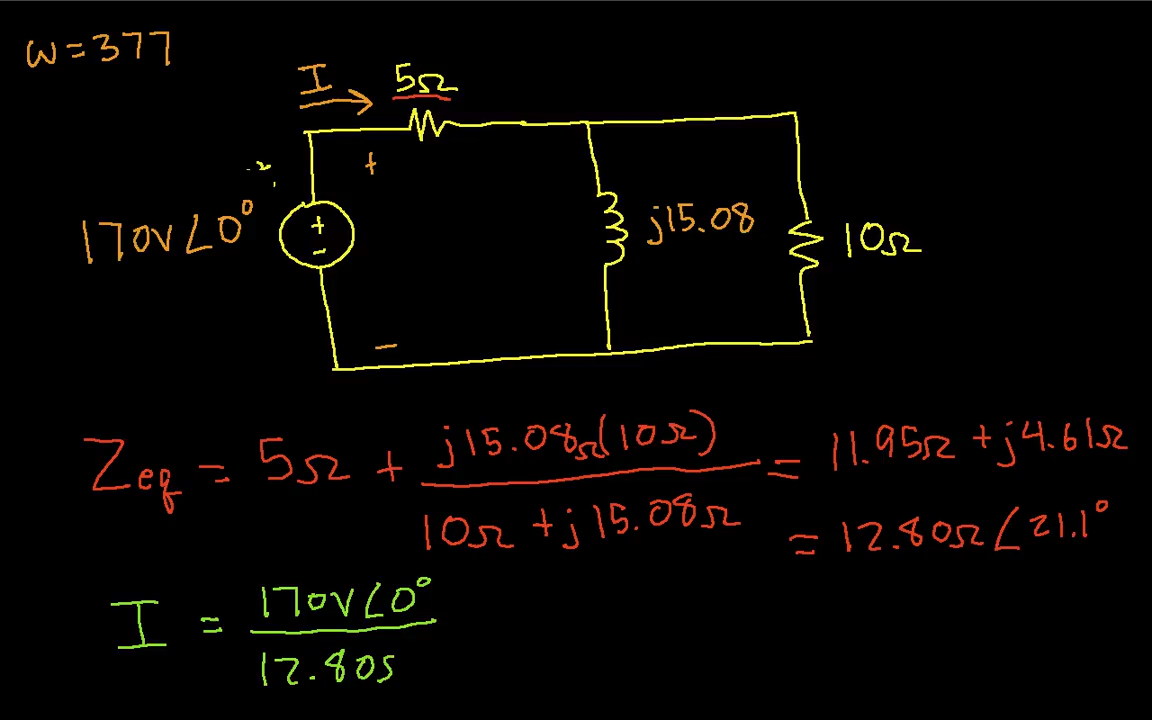 ω = 377
I
5Ω
+
170V∠0°
+
-
j15.08
10Ω
-
Zeq = 5Ω + j15.08Ω(10Ω) / 10Ω + j15.08Ω = 11.95Ω + j4.61Ω
= 12.80Ω∠21.1°
I = 170V∠0° / 12.80s